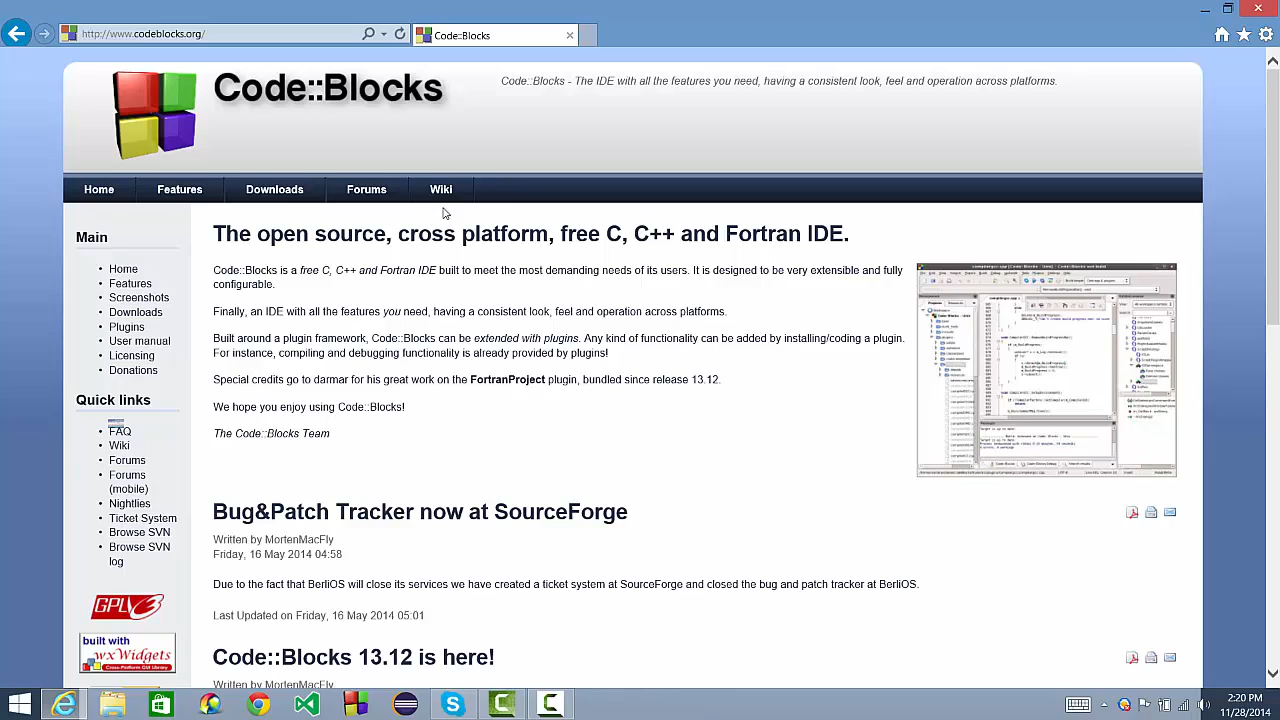 http://www.codeblocks.org/
Code::Blocks
Code::Blocks
Code::Blocks - The IDE with all the features you need, having a consistent look, feel and operation across platforms.
Home Features Downloads Forums Wiki
Main
Home
Features
Screenshots
Downloads
Plugins
User manual
Licensing
Donations
Quick links
FAQ
Wiki
Forums
Forums
(mobile)
Nightlies
Ticket System
Browse SVN
Browse SVN
log
GPL v3
built with
wxWidgets
Cross-Platform GUI Library
The open source, cross platform, free C, C++ and Fortran IDE.
Code::Blocks is a free C, C++ and Fortran IDE built to meet the most demanding needs of its users. It is designed to be very extensible and fully
configurable.
Finally, an IDE with all the features you need, having a consistent look, feel and operation across platforms.
Built around a plugin framework, Code::Blocks can be extended with plugins. Any kind of functionality can be added by installing/coding a plugin.
For instance, compiling and debugging functionality is already provided by plugins!
Special credits go to darmar for his great work on the FortranProject plugin, bundled since release 13.12.
We hope you enjoy using Code::Blocks!
The Code::Blocks Team
Bug&Patch Tracker now at SourceForge
Written by MortenMacFly
Friday, 16 May 2014 04:58
Due to the fact that BerliOS will close its services we have created a ticket system at SourceForge and closed the bug and patch tracker at BerliOS.
Last Updated on Friday, 16 May 2014 05:01
Code::Blocks 13.12 is here!
Written by MortenMacFly
2:20 PM
11/28/2014